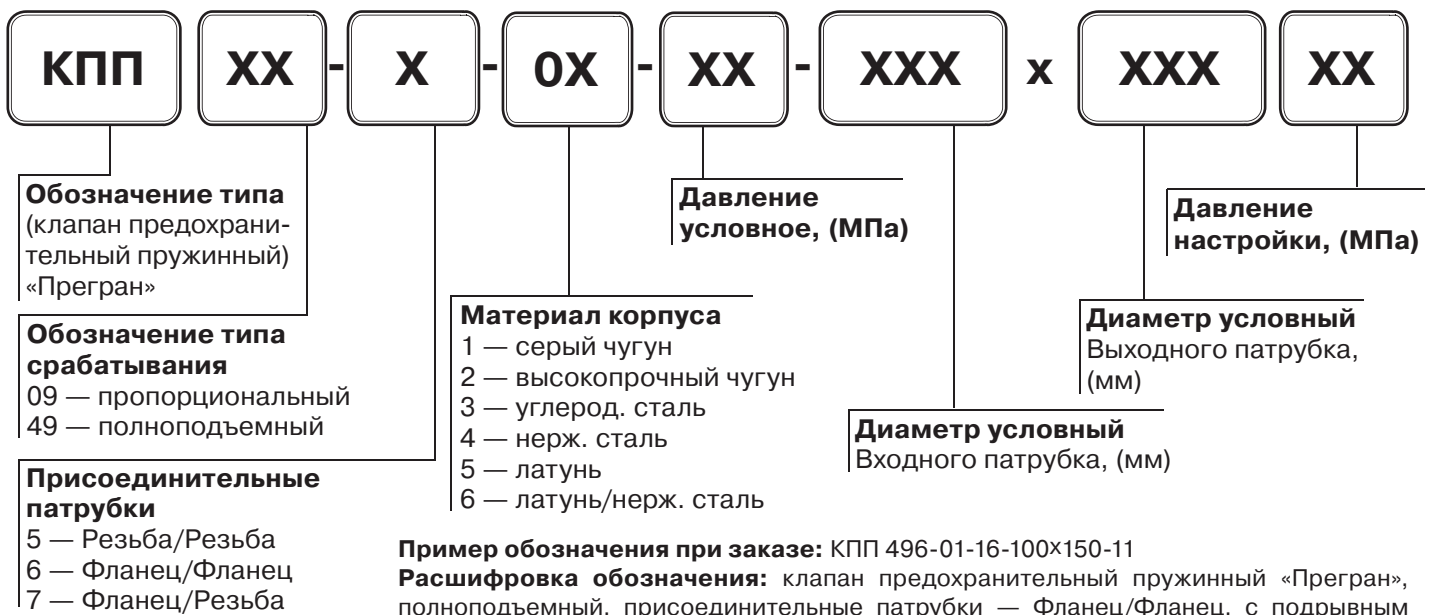 КПП XX - X - 0X - XX - XXX x XXX XX
Обозначение типа
(клапан предохрани-
тельный пружинный)
«Прегран»
Обозначение типа
срабатывания
09 — пропорциональный
49 — полноподъемный
Присоединительные
патрубки
5 — Резьба/Резьба
6 — Фланец/Фланец
7 — Фланец/Резьба
Материал корпуса
1 — серый чугун
2 — высокопрочный чугун
3 — углерод. сталь
4 — нерж. сталь
5 — латунь
6 — латунь/нерж. сталь
Давление
условное, (МПа)
Диаметр условный
Входного патрубка, (мм)
Диаметр условный
Выходного патрубка,
(мм)
Давление
настройки, (МПа)
Пример обозначения при заказе: КПП 496-01-16-100x150-11
Расшифровка обозначения: клапан предохранительный пружинный «Прегран»,
полноподъемный, присоединительные патрубки — Фланец/Фланец, с подрывным